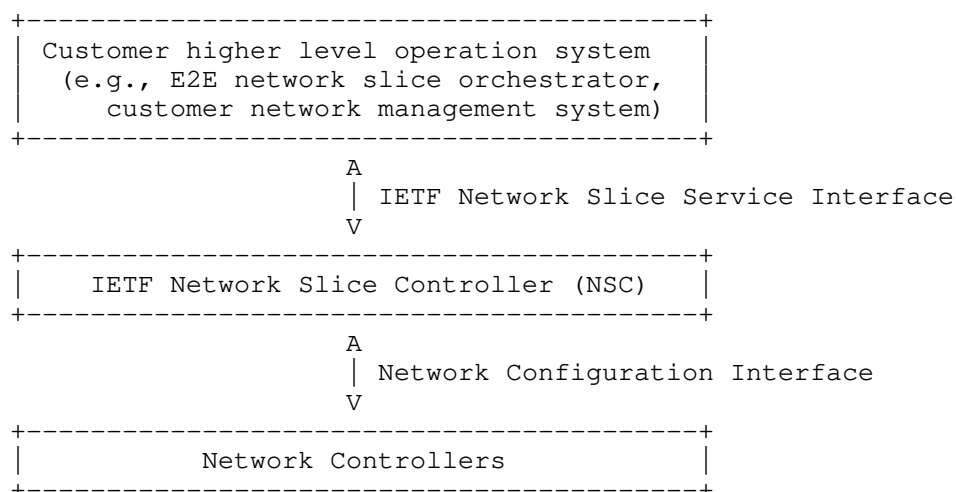 Customer higher level operation system
(e.g., E2E network slice orchestrator,
customer network management system)
A
| IETF Network Slice Service Interface
V
IETF Network Slice Controller (NSC)
A
| Network Configuration Interface
V
Network Controllers